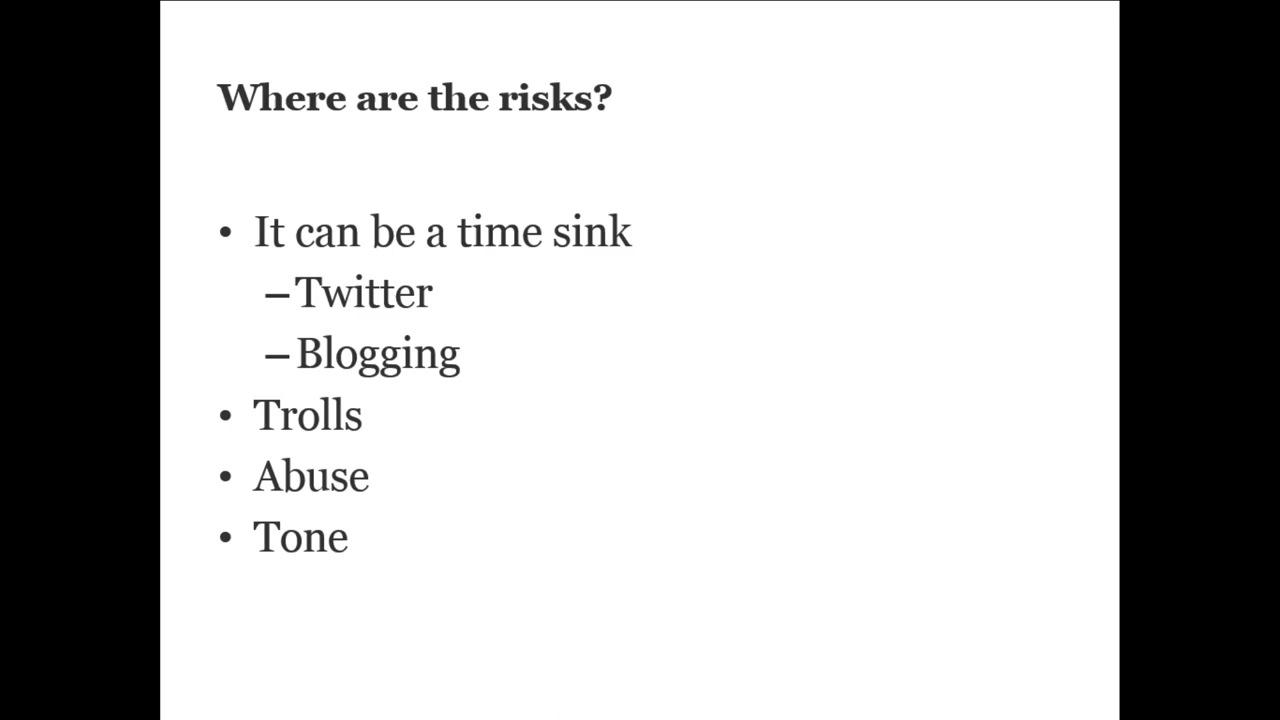 Where are the risks?
• It can be a time sink
– Twitter
– Blogging
• Trolls
• Abuse
• Tone